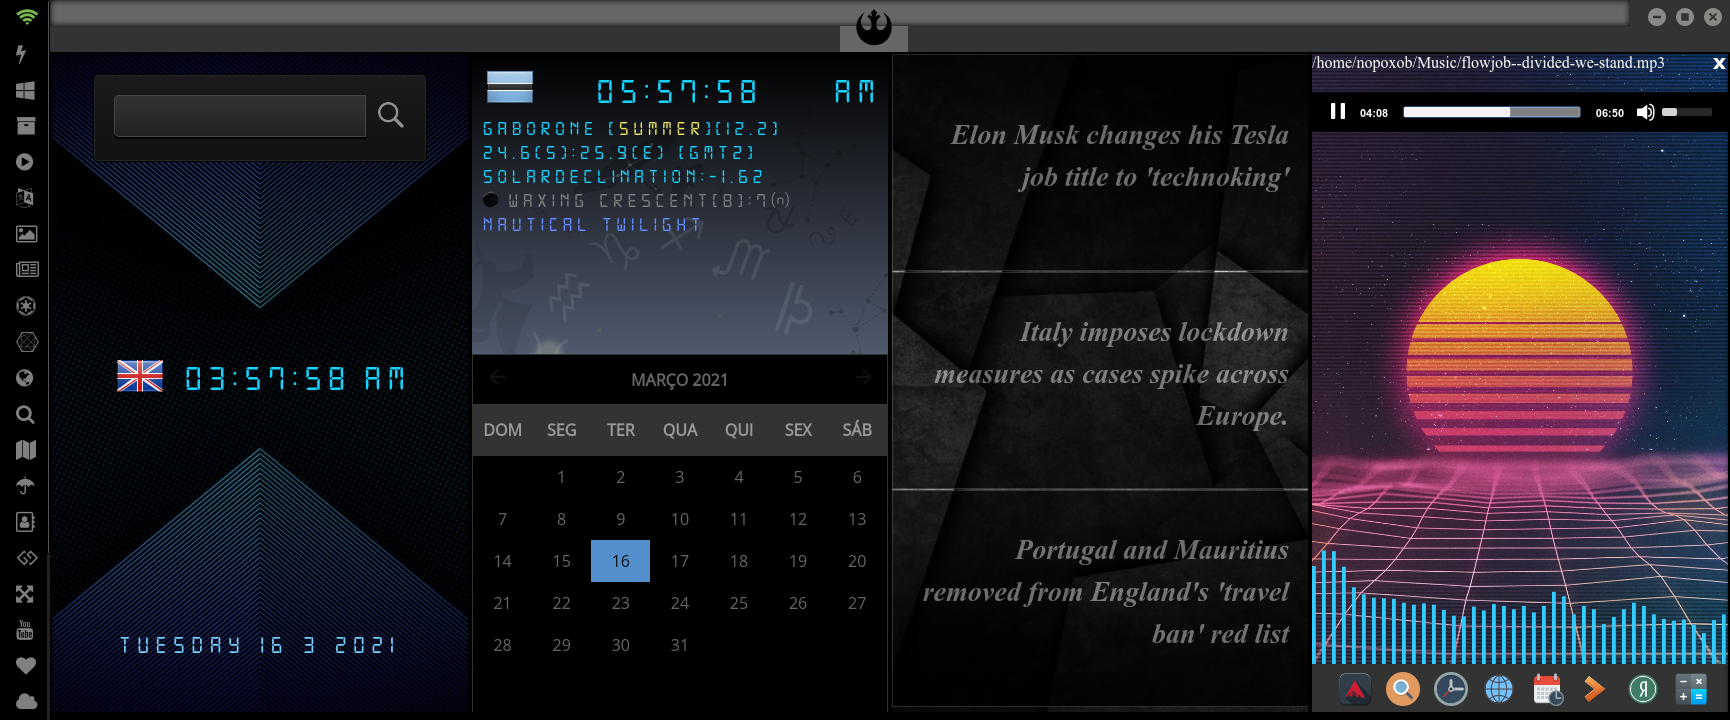 03:57:58 AM
TUESDAY 16 3 2021
05:57:58 AM
GABORONE (SUMMER)(12.2)
24.6(S):25.9(E) (GMT2)
SOLARDECLINATION:-1.62
WAXING CRESCENT(8):7(n)
NAUTICAL TWILIGHT
MARÇO 2021
DOM SEG TER QUA QUI SEX SÁB
1 2 3 4 5 6
7 8 9 10 11 12 13
14 15 16 17 18 19 20
21 22 23 24 25 26 27
28 29 30 31
Elon Musk changes his Tesla
job title to 'technoking'
Italy imposes lockdown
measures as cases spike across
Europe.
Portugal and Mauritius
removed from England's 'travel
ban' red list
/home/nopoxob/Music/flowjob--divided-we-stand.mp3 x
04:08 06:50
You
Tube
Я